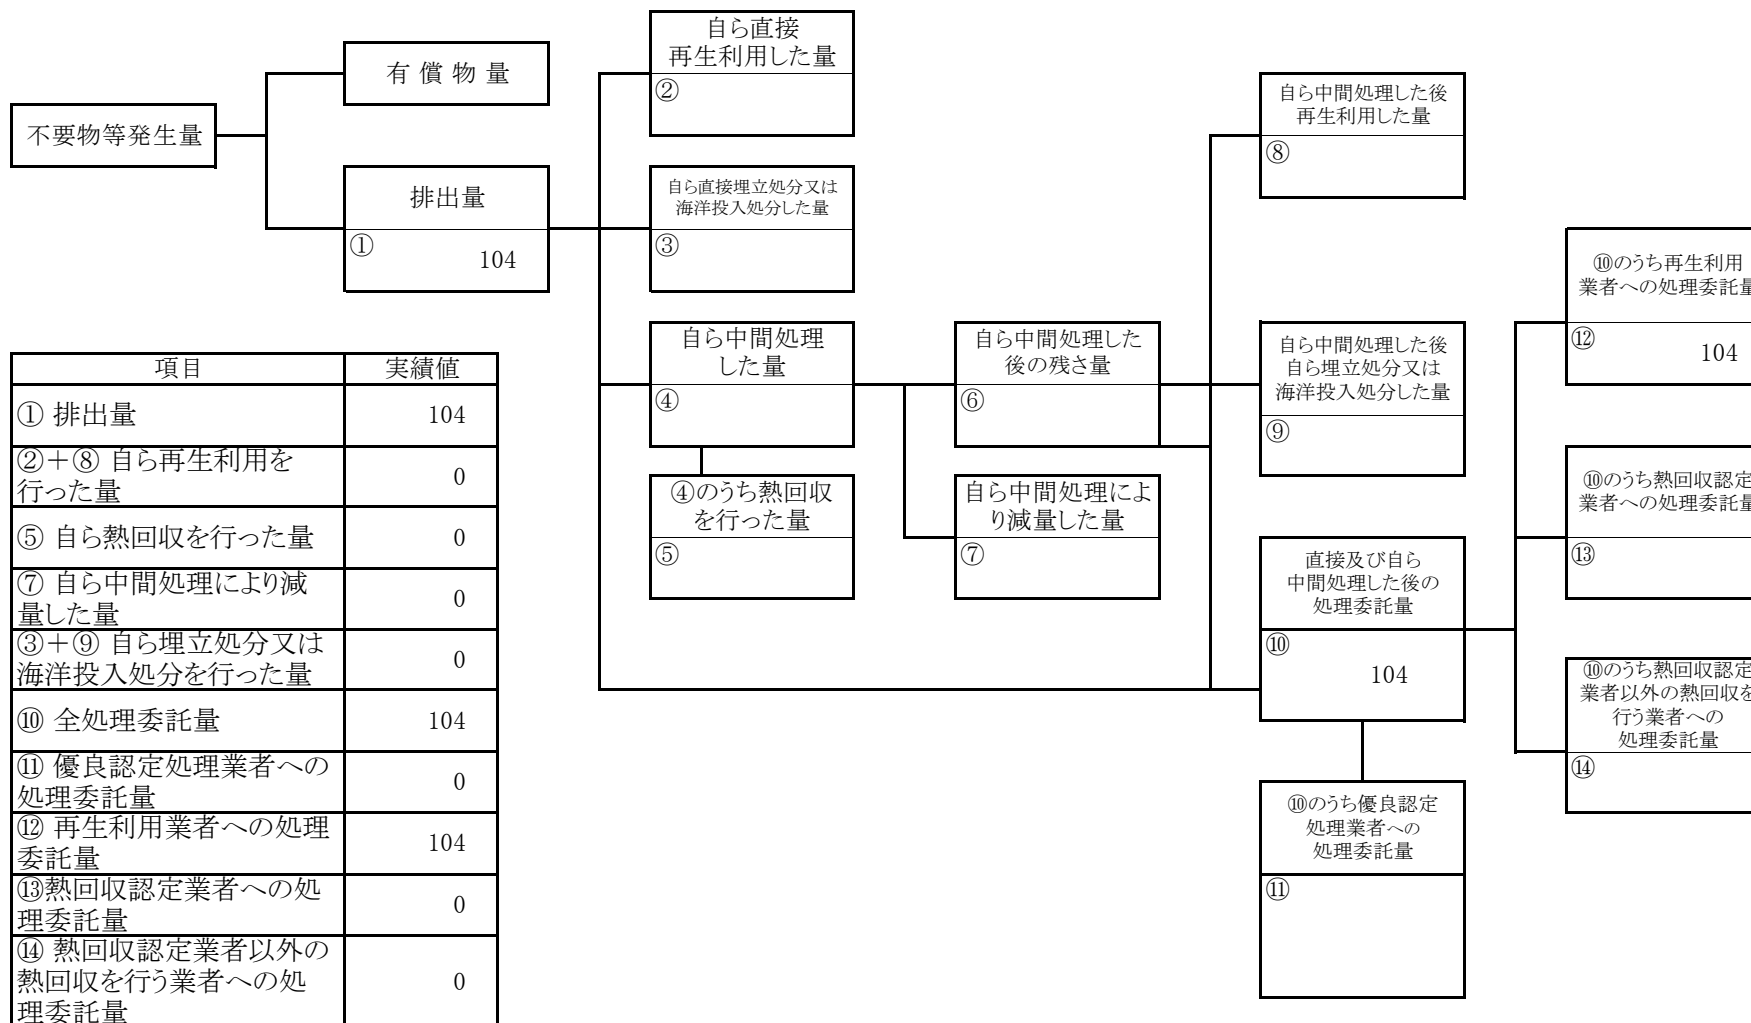 不要物等発生量
有 償 物 量
排出量
①
104
自ら直接
再生利用した量
②
自ら直接埋立処分又は
海洋投入処分した量
③
自ら中間処理
した量
④
④のうち熱回収
を行った量
⑤
自ら中間処理した
後の残さ量
⑥
自ら中間処理によ
り減量した量
⑦
自ら中間処理した後
再生利用した量
⑧
自ら中間処理した後
自ら埋立処分又は
海洋投入処分した量
⑨
直接及び自ら
中間処理した後の
処理委託量
⑩
104
⑩のうち優良認定
処理業者への
処理委託量
⑪
⑩のうち再生利用
業者への処理委託量
⑫
104
⑩のうち熱回収認定
業者への処理委託量
⑬
⑩のうち熱回収認定
業者以外の熱回収を
行う業者への
処理委託量
⑭
項目 実績値
① 排出量 104
②＋⑧ 自ら再生利用を
行った量 0
⑤ 自ら熱回収を行った量 0
⑦ 自ら中間処理により減
量した量 0
③＋⑨ 自ら埋立処分又は
海洋投入処分を行った量 0
⑩ 全処理委託量 104
⑪ 優良認定処理業者への
処理委託量 0
⑫ 再生利用業者への処理
委託量 104
⑬熱回収認定業者への処
理委託量 0
⑭ 熱回収認定業者以外の
熱回収を行う業者への処
理委託量 0